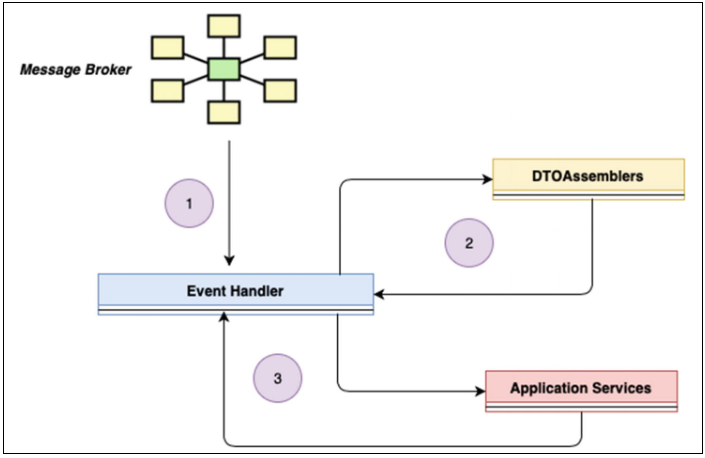 Message Broker
1
DTOAssemblers
2
Event Handler
3
Application Services